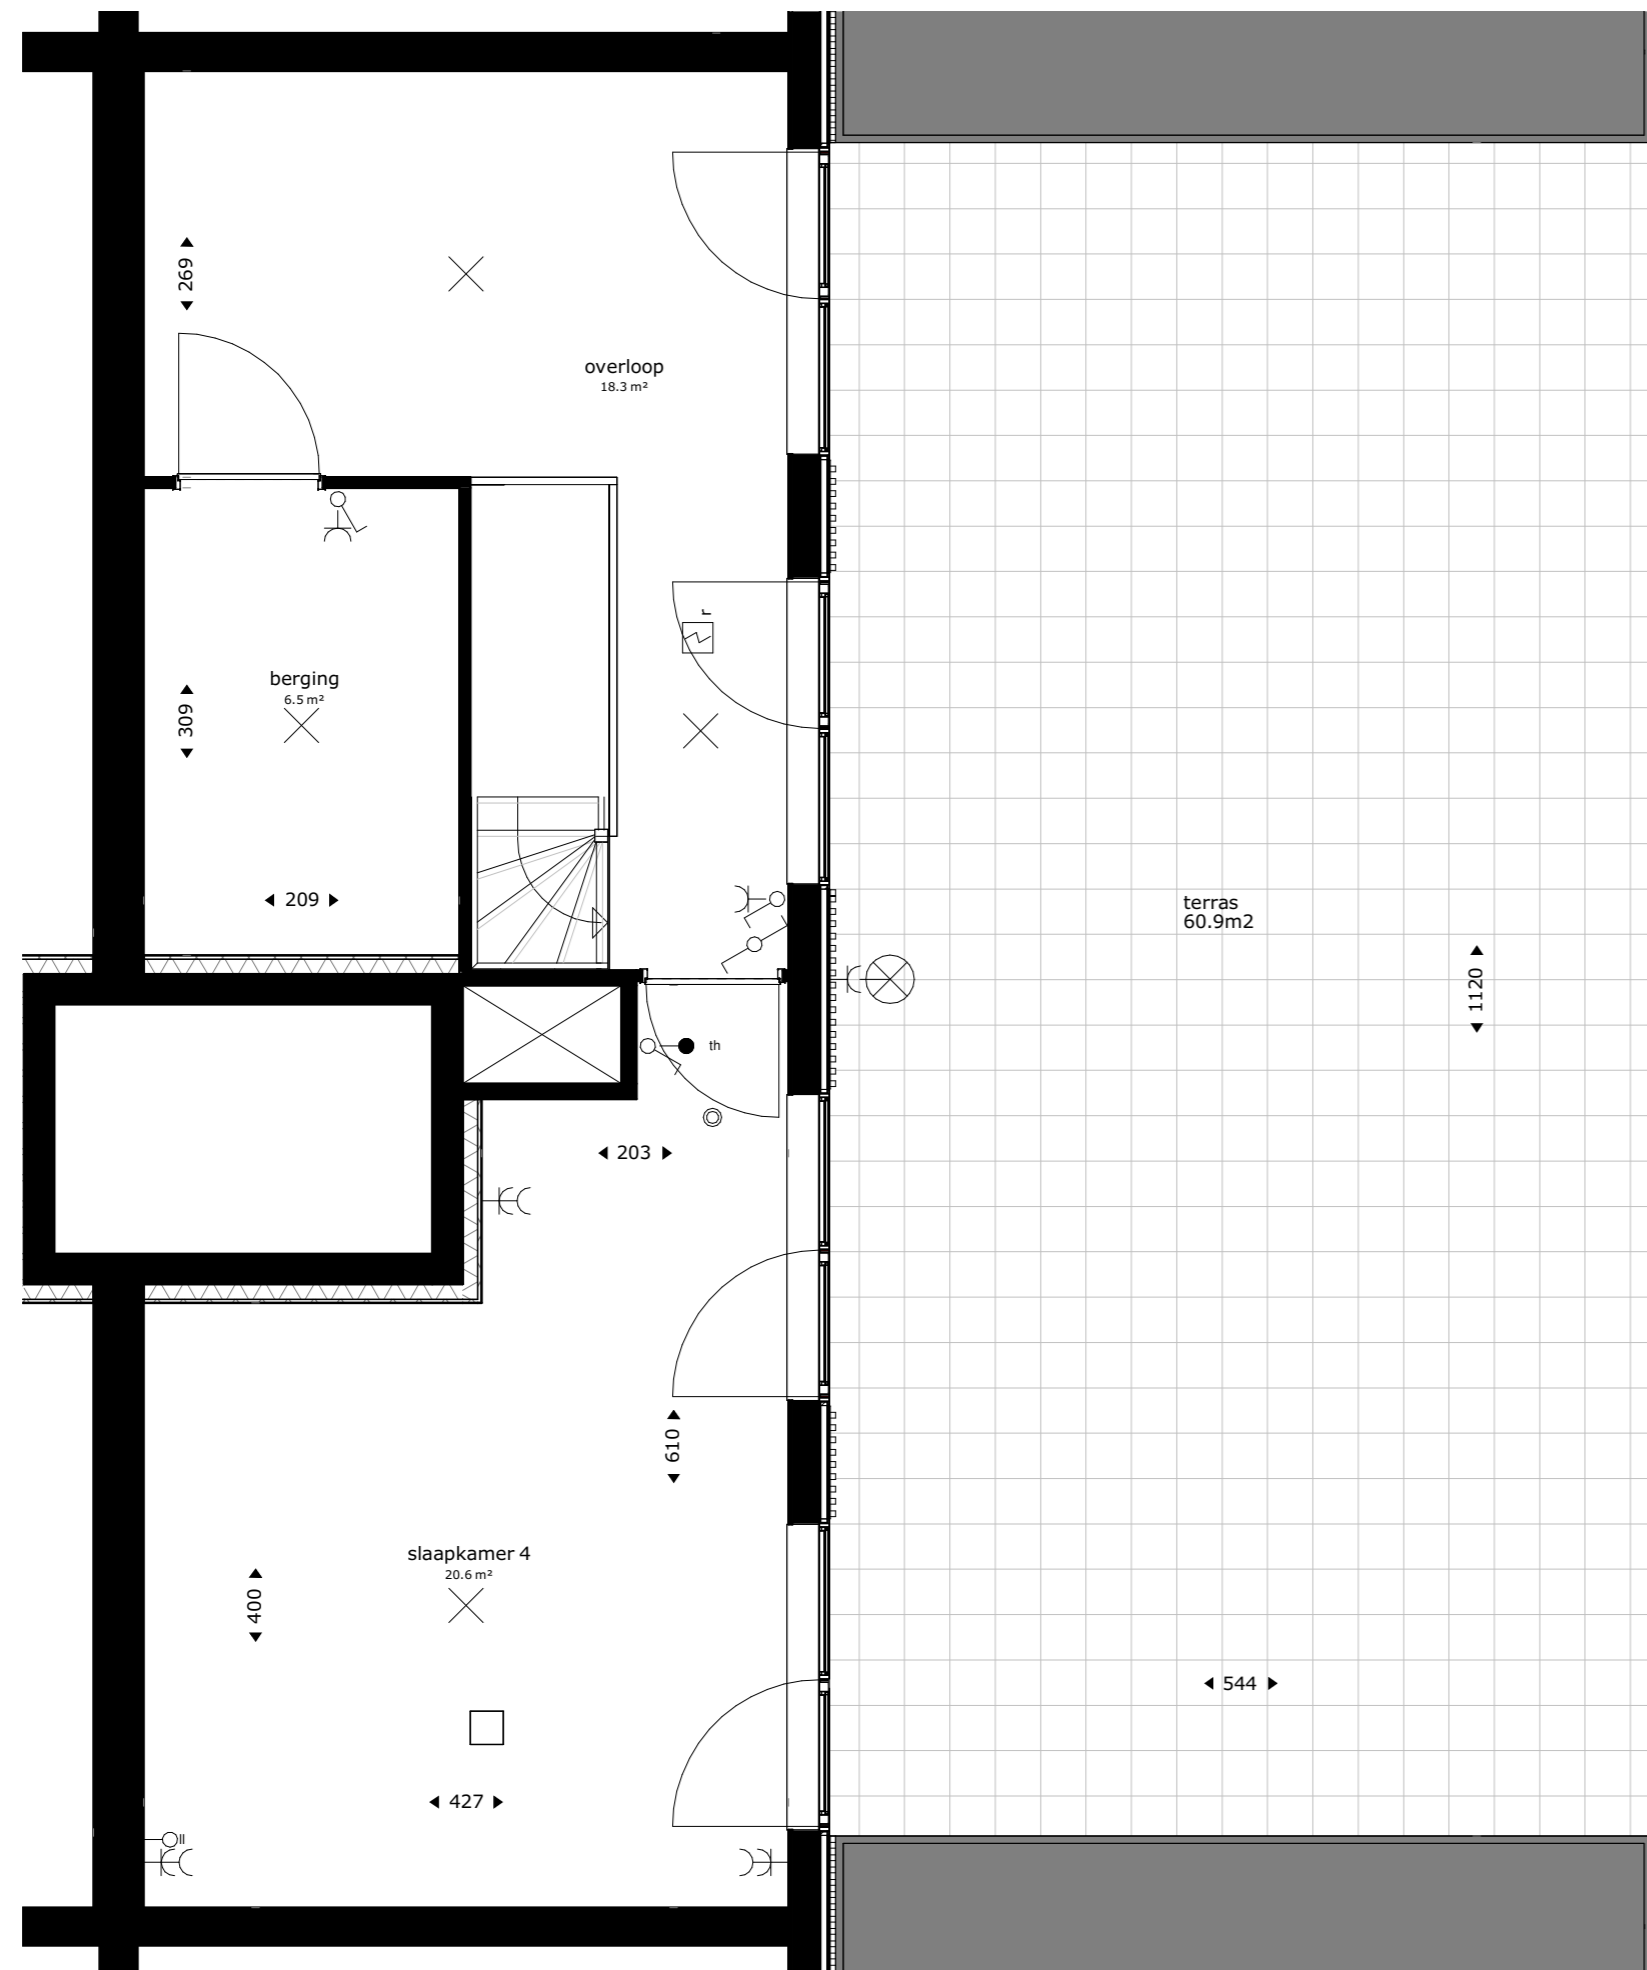 269
overloop
18.3 m²
r
berging
6.5 m²
309
209
terras
60.9m2
1120
th
203
610
slaapkamer 4
20.6 m²
400
544
427